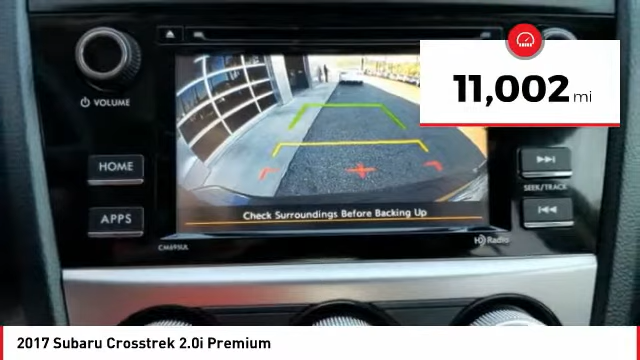 11,002 mi
VOLUME
HOME
APPS
SEEK/TRACK
Check Surroundings Before Backing Up
CM695UL
HD Radio
2017 Subaru Crosstrek 2.0i Premium